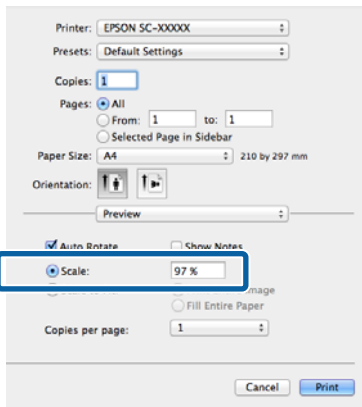 Printer: EPSON SC-XXXXX
Presets: Default Settings
Copies: 1
Pages: All
From: 1 to: 1
Selected Page in Sidebar
Paper Size: A4 210 by 297 mm
Orientation:
Preview
Auto Rotate Show Notes
Scale: 97 %
mage
Fill Entire Paper
Copies per page: 1
Cancel Print